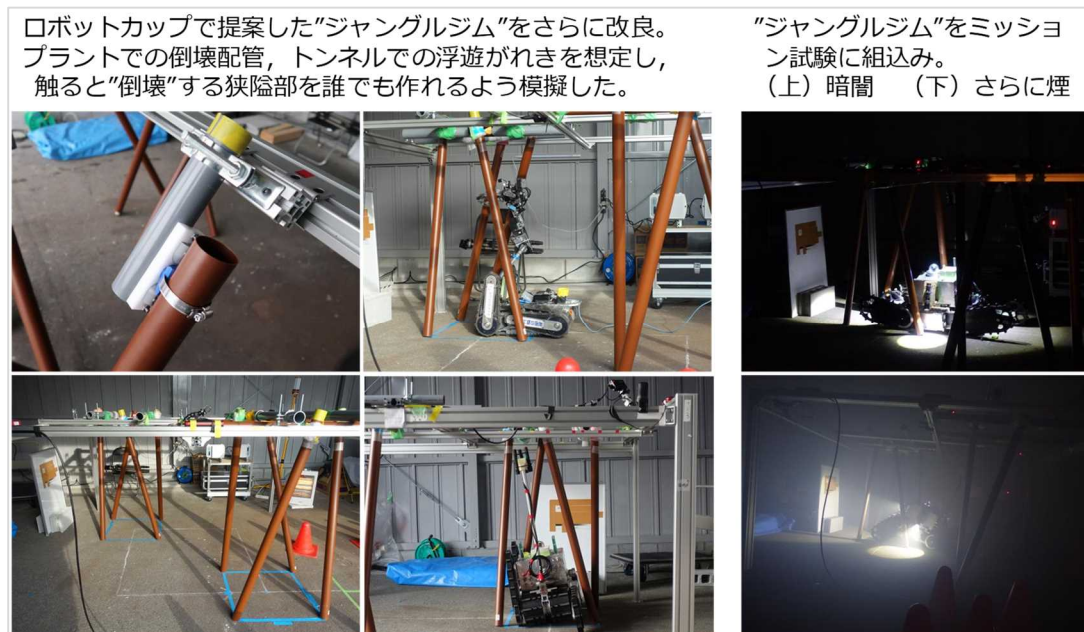 ロボットカップで提案した”ジャングルジム”をさらに改良。
プラントでの倒壊配管，トンネルでの浮遊がれきを想定し，
触ると”倒壊”する狭隘部を誰でも作れるよう模擬した。
”ジャングルジム”をミッショ
ン試験に組込み。
（上）暗闇　（下）さらに煙